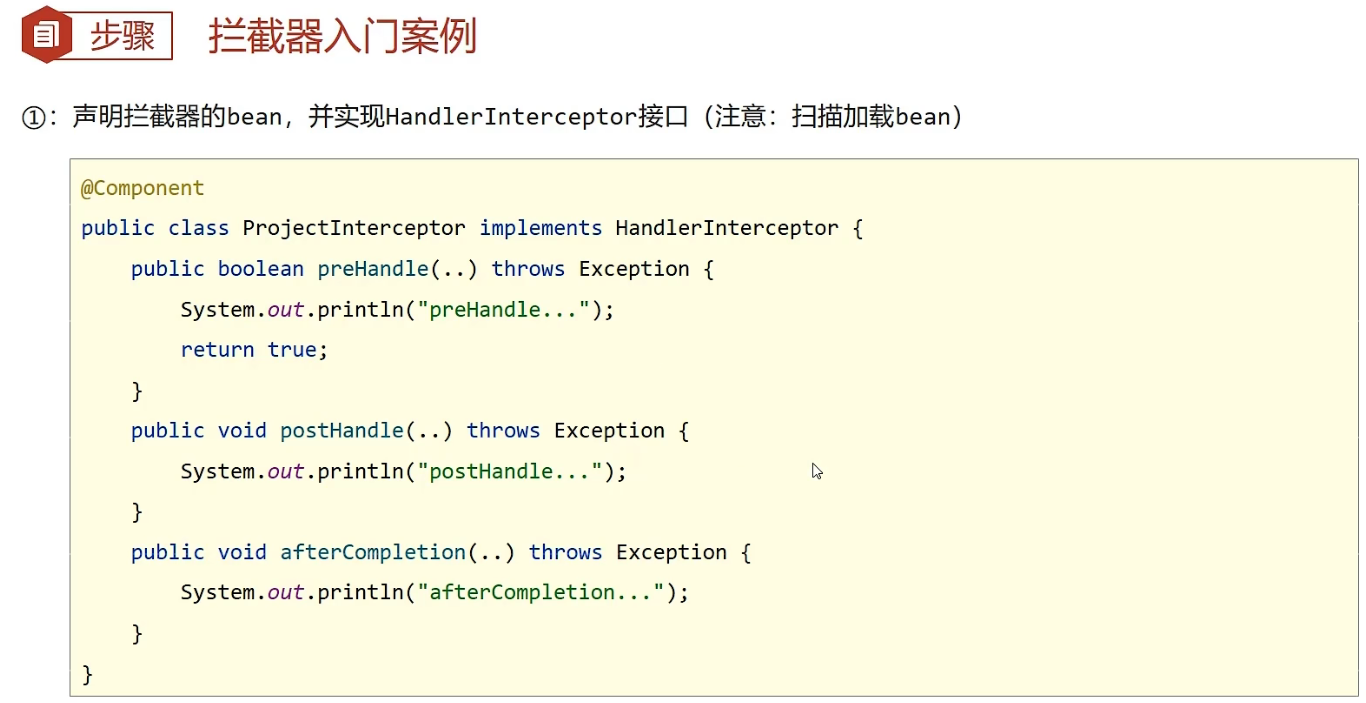 步骤 拦截器入门案例
①：声明拦截器的bean，并实现HandlerInterceptor接口（注意：扫描加载bean）
@Component
public class ProjectInterceptor implements HandlerInterceptor {
    public boolean preHandle(..) throws Exception {
        System.out.println("preHandle...");
        return true;
    }
    public void postHandle(..) throws Exception {
        System.out.println("postHandle...");
    }
    public void afterCompletion(..) throws Exception {
        System.out.println("afterCompletion...");
    }
}